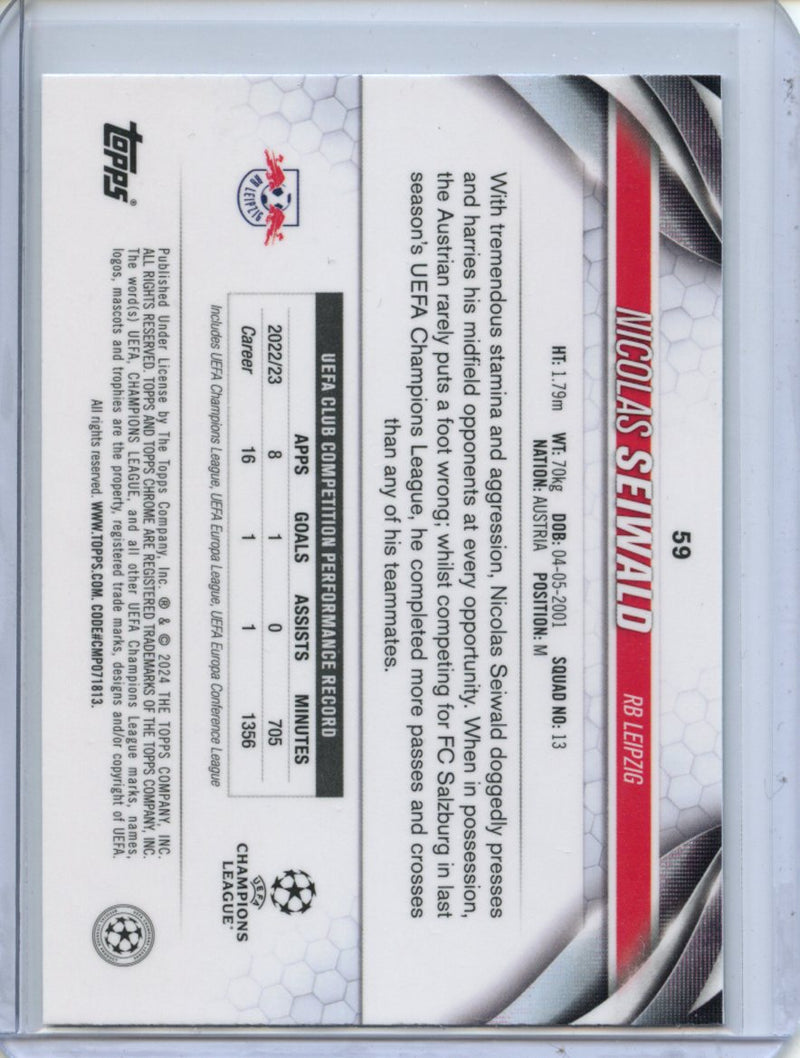 59
NICOLAS SEIWALD RB LEIPZIG
HT: 1.79m WT: 70kg DOB: 04-05-2001 SQUAD NO: 13
NATION: AUSTRIA POSITION: M
With tremendous stamina and aggression, Nicolas Seiwald doggedly presses
and harries his midfield opponents at every opportunity. When in possession,
the Austrian rarely puts a foot wrong; whilst competing for FC Salzburg in last
season's UEFA Champions League, he completed more passes and crosses
than any of his teammates.
RB LEIPZIG
UEFA CLUB COMPETITION PERFORMANCE RECORD
APPS GOALS ASSISTS MINUTES
2022/23 8 1 0 705
Career 16 1 1 1356
Includes UEFA Champions League, UEFA Europa League, UEFA Europa Conference League
UEFA
CHAMPIONS
LEAGUE®
topps®
Published Under License by The Topps Company, Inc. ® & © 2024 THE TOPPS COMPANY, INC.
ALL RIGHTS RESERVED. TOPPS AND TOPPS CHROME ARE REGISTERED TRADEMARKS OF THE TOPPS COMPANY, INC.
The word(s) UEFA, CHAMPIONS LEAGUE, and all other UEFA Champions League marks, names,
logos, mascots and trophies are the property, registered trade marks, designs and/or copyright of UEFA.
All rights reserved. WWW.TOPPS.COM. CODE#CMP071813.